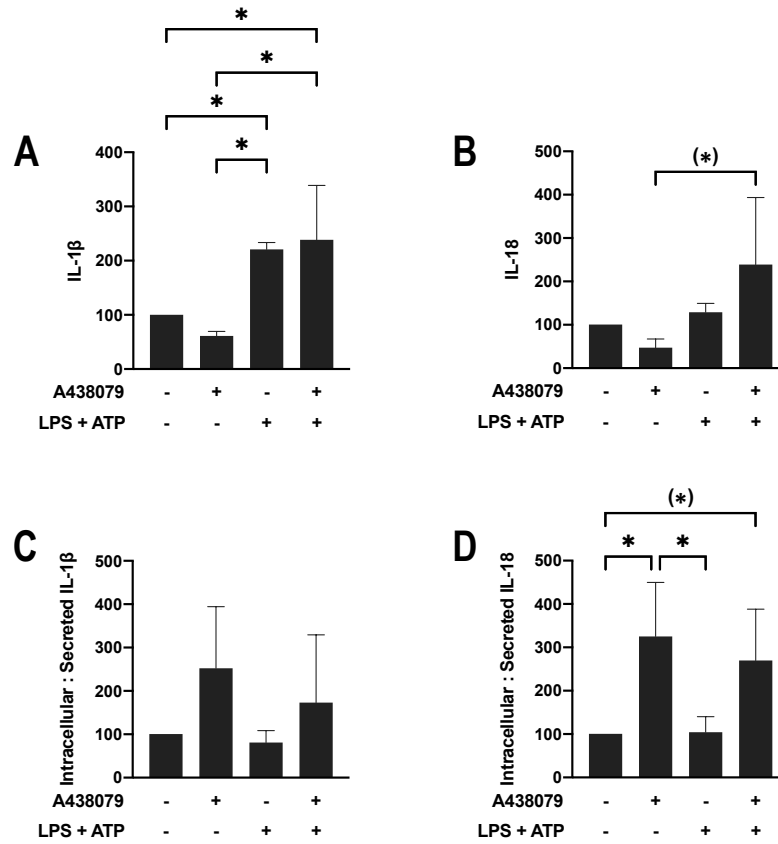 *
*
*
*
A
400
300
200
100
0
IL-1β
A438079 - + - +
LPS + ATP - - + +
B
(*)
500
400
300
200
100
0
IL-18
A438079 - + - +
LPS + ATP - - + +
C
500
400
300
200
100
0
Intracellular : Secreted IL-1β
A438079 - + - +
LPS + ATP - - + +
D
(*)
* *
500
400
300
200
100
0
Intracellular : Secreted IL-18
A438079 - + - +
LPS + ATP - - + +